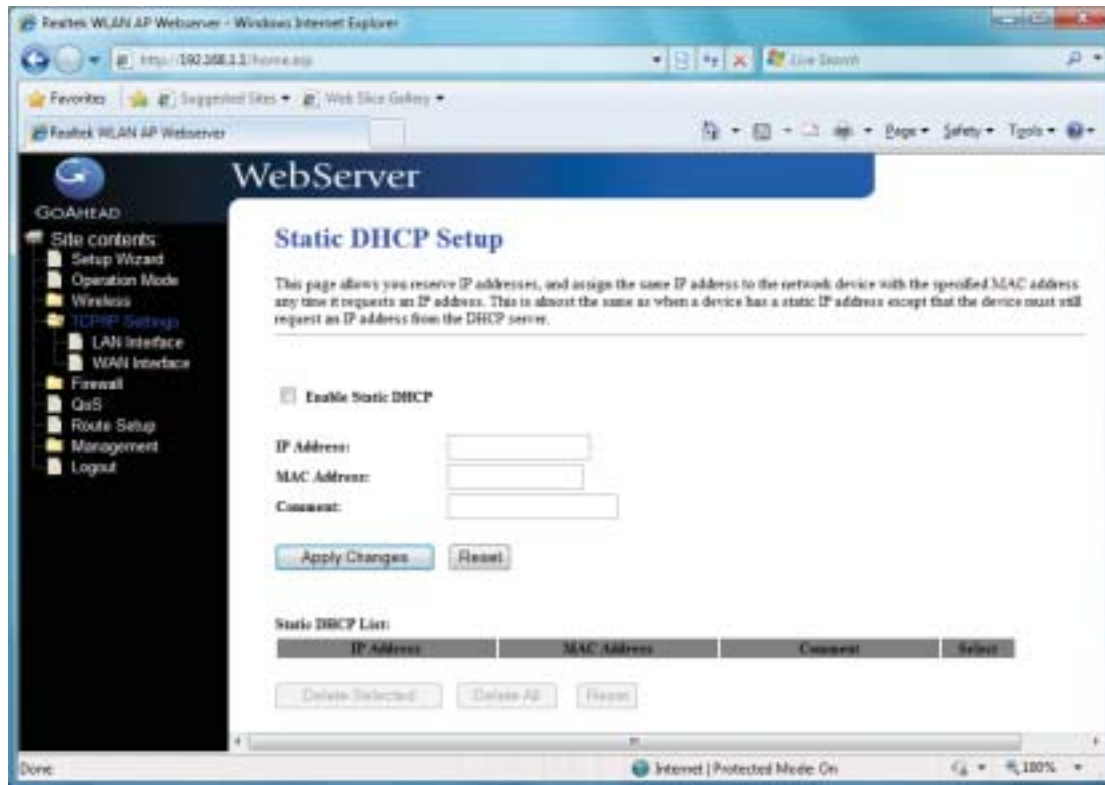 Realtek WLAN AP Webserver - Windows Internet Explorer
http://192.168.1.1/home.asp
Live Search
Favorites Suggested Sites Web Slice Gallery
Realtek WLAN AP Webserver
Page Safety Tools
WebServer
GOAHEAD
Site contents:
Setup Wizard
Operation Mode
Wireless
TCP/IP Settings
LAN Interface
WAN Interface
Firewall
QoS
Route Setup
Management
Logout
Static DHCP Setup
This page allows you reserve IP addresses, and assign the same IP address to the network device with the specified MAC address
any time it requests an IP address. This is almost the same as when a device has a static IP address except that the device must still
request an IP address from the DHCP server.
Enable Static DHCP
IP Address:
MAC Address:
Comment:
Apply Changes Reset
Static DHCP List:
IP Address MAC Address Comment Select
Delete Selected Delete All Reset
Done Internet | Protected Mode: On 100%